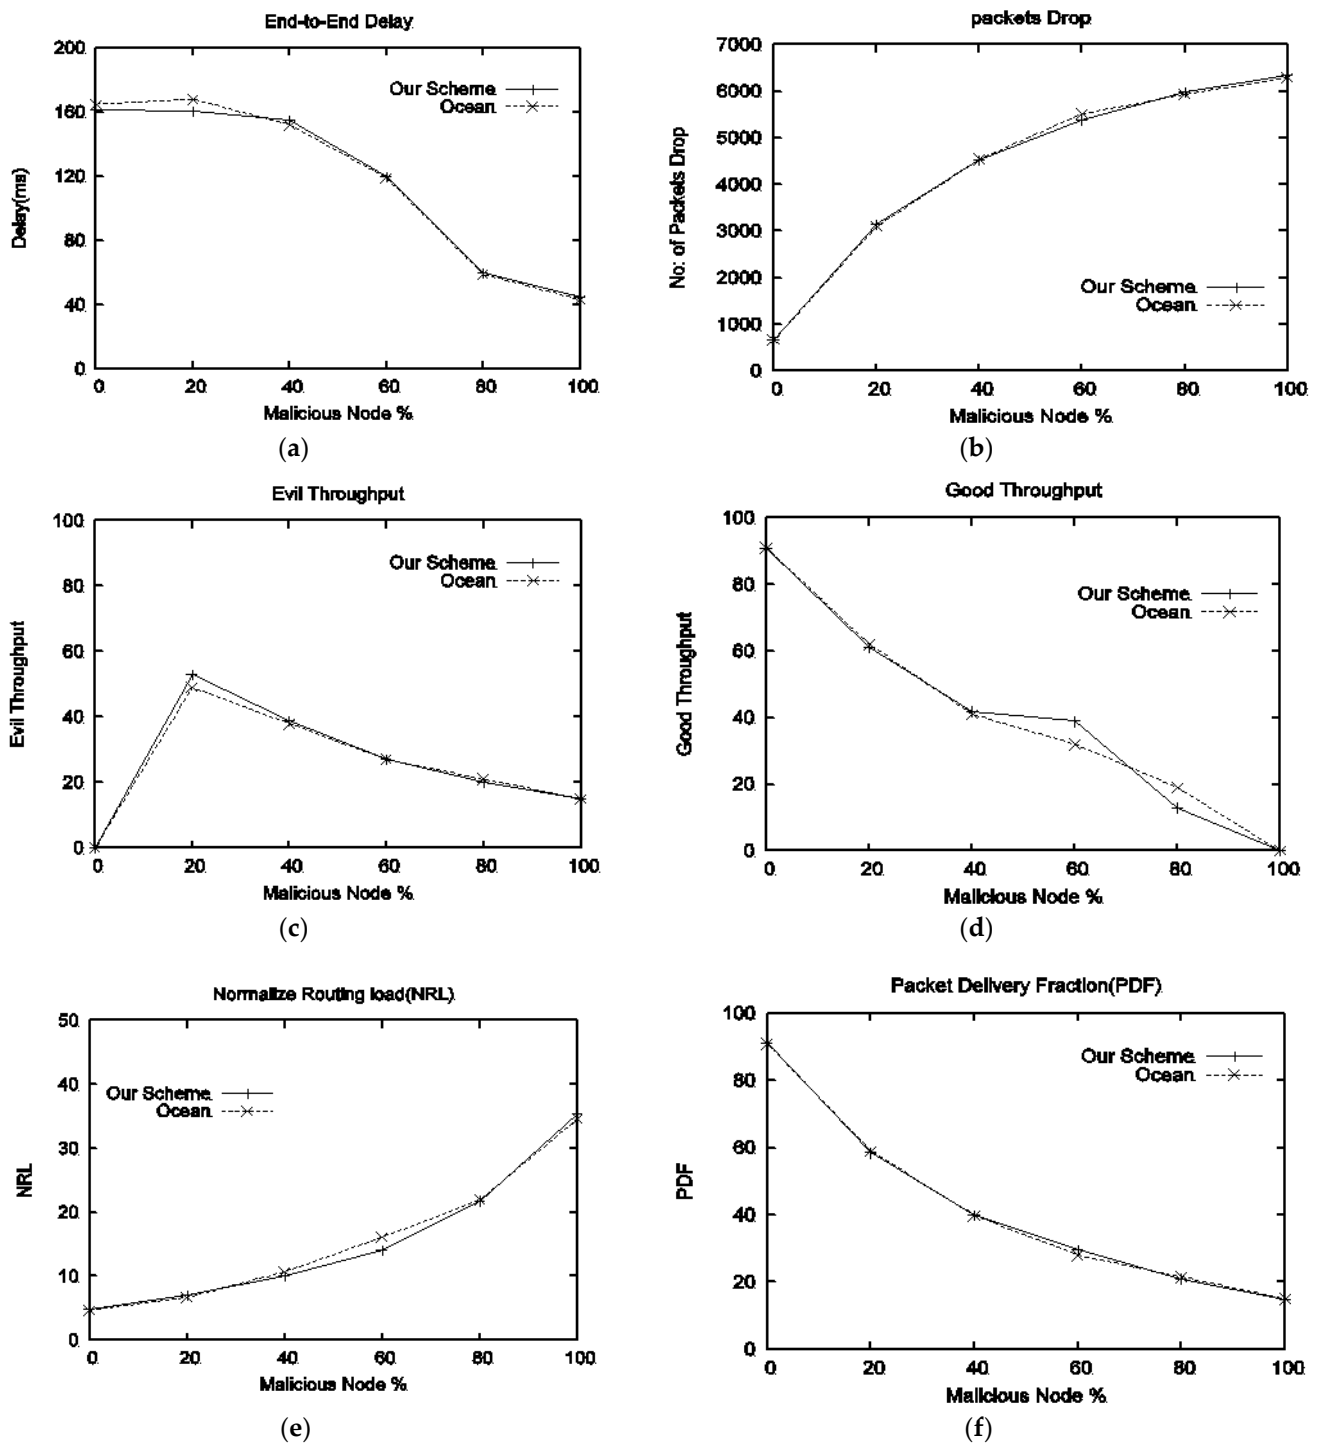 End-to-End Delay
200
160
120
80
40
0
Delay(ms)
Our Scheme
Ocean
0 20 40 60 80 100
Malicious Node %
(a)
packets Drop
7000
6000
5000
4000
3000
2000
1000
0
No: of Packets Drop
Our Scheme
Ocean
0 20 40 60 80 100
Malicious Node %
(b)
Evil Throughput
100
80
60
40
20
0
Evil Throughput
Our Scheme
Ocean
0 20 40 60 80 100
Malicious Node %
(c)
Good Throughput
100
80
60
40
20
0
Good Throughput
Our Scheme
Ocean
0 20 40 60 80 100
Malicious Node %
(d)
Normalize Routing load(NRL)
50
40
30
20
10
0
NRL
Our Scheme
Ocean
0 20 40 60 80 100
Malicious Node %
(e)
Packet Delivery Fraction(PDF)
100
80
60
40
20
0
PDF
Our Scheme
Ocean
0 20 40 60 80 100
Malicious Node %
(f)